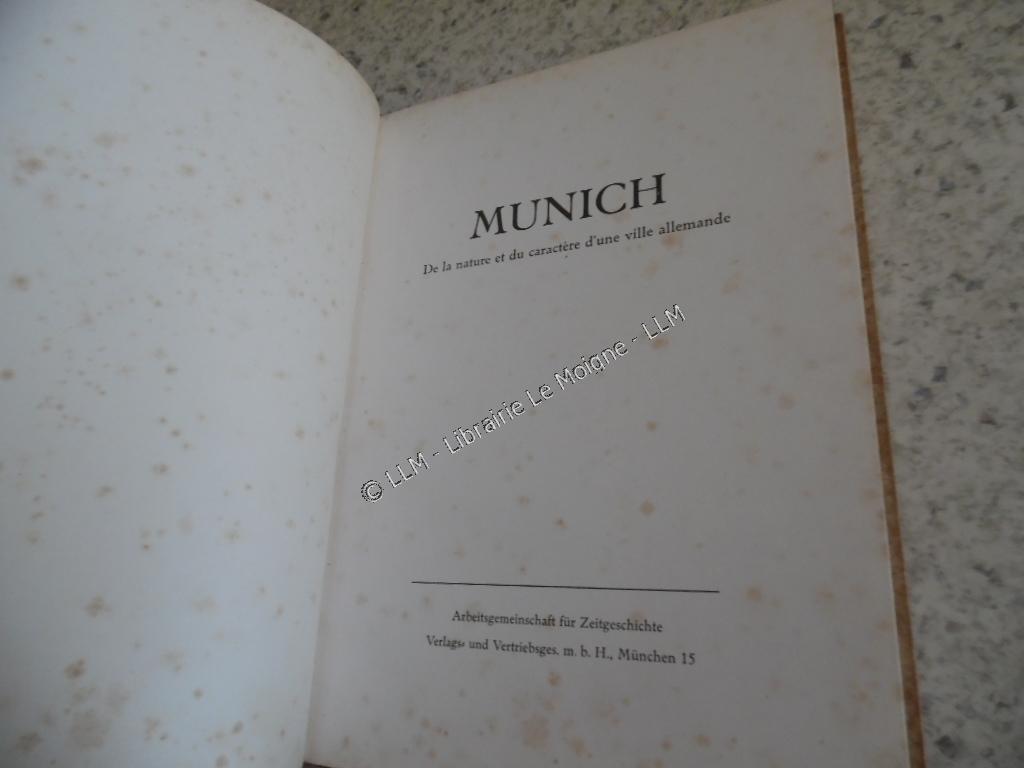 MUNICH
De la nature et du caractère d'une ville allemande
© LLM - Librairie Le Moigne - LLM
Arbeitsgemeinschaft für Zeitgeschichte
Verlags- und Vertriebsges. m. b. H., München 15